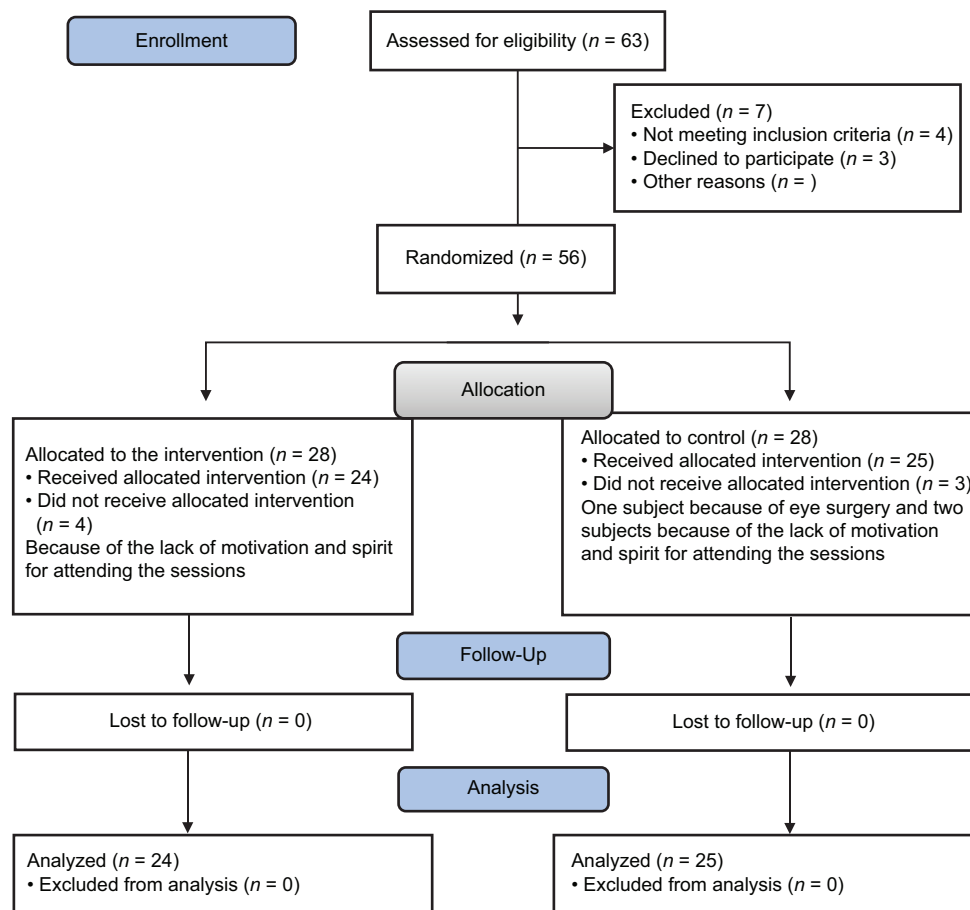 Enrollment
Assessed for eligibility (n = 63)
Excluded (n = 7)
• Not meeting inclusion criteria (n = 4)
• Declined to participate (n = 3)
• Other reasons (n = )
Randomized (n = 56)
Allocation
Allocated to the intervention (n = 28)
• Received allocated intervention (n = 24)
• Did not receive allocated intervention
(n = 4)
Because of the lack of motivation and spirit
for attending the sessions
Allocated to control (n = 28)
• Received allocated intervention (n = 25)
• Did not receive allocated intervention (n = 3)
One subject because of eye surgery and two
subjects because of the lack of motivation
and spirit for attending the sessions
Follow-Up
Lost to follow-up (n = 0)
Lost to follow-up (n = 0)
Analysis
Analyzed (n = 24)
• Excluded from analysis (n = 0)
Analyzed (n = 25)
• Excluded from analysis (n = 0)